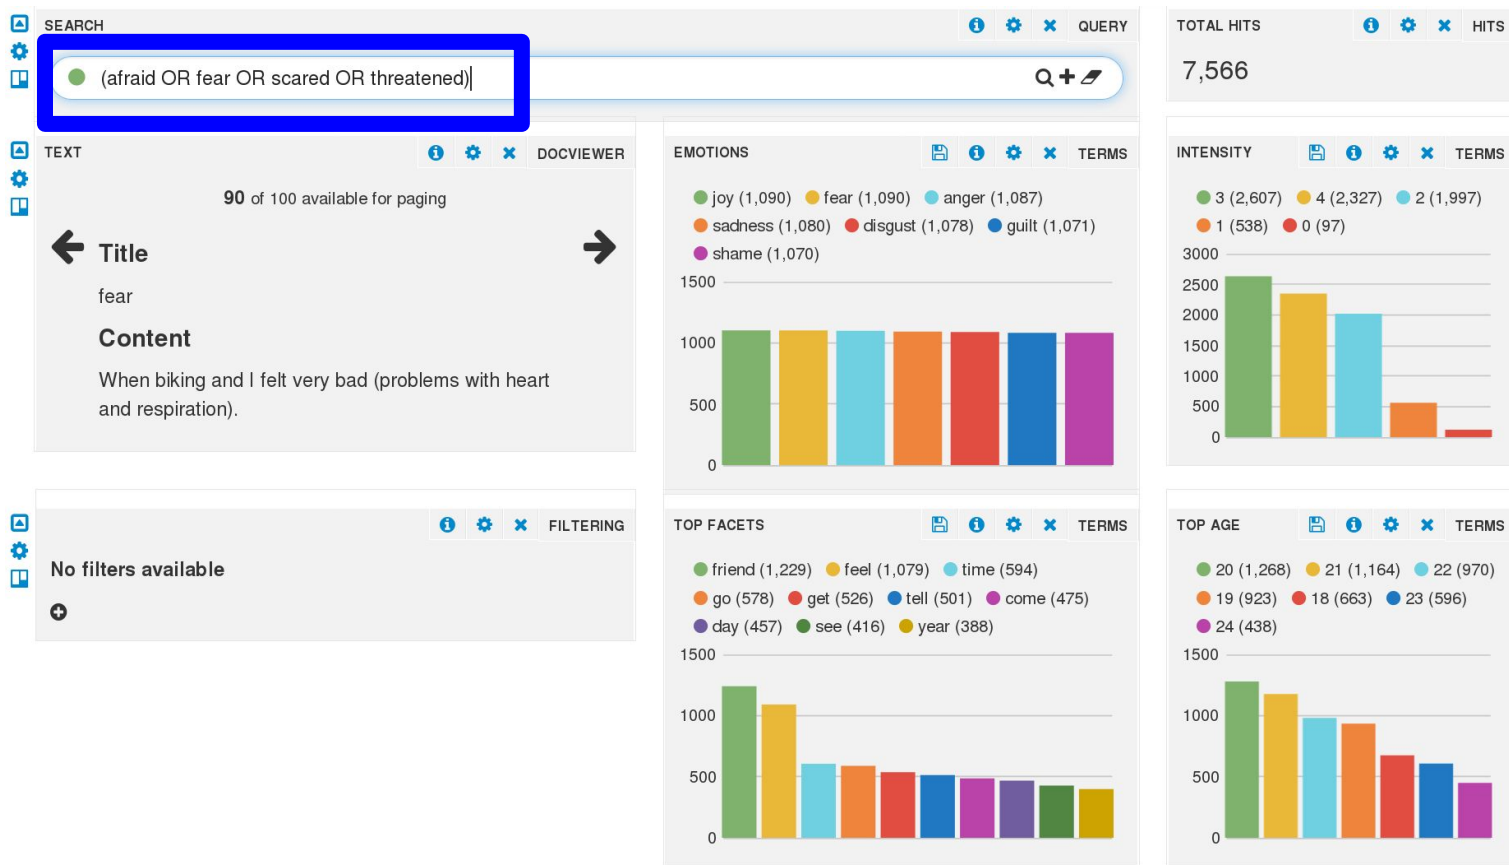 SEARCH
QUERY
(afraid OR fear OR scared OR threatened)
TOTAL HITS
HITS
7,566
TEXT
DOCVIEWER
90 of 100 available for paging
Title
fear
Content
When biking and I felt very bad (problems with heart
and respiration).
EMOTIONS
TERMS
joy (1,090) fear (1,090) anger (1,087)
sadness (1,080) disgust (1,078) guilt (1,071)
shame (1,070)
1500
1000
500
0
INTENSITY
TERMS
3 (2,607) 4 (2,327) 2 (1,997)
1 (538) 0 (97)
3000
2500
2000
1500
1000
500
0
FILTERING
No filters available
TOP FACETS
TERMS
friend (1,229) feel (1,079) time (594)
go (578) get (526) tell (501) come (475)
day (457) see (416) year (388)
1500
1000
500
0
TOP AGE
TERMS
20 (1,268) 21 (1,164) 22 (970)
19 (923) 18 (663) 23 (596)
24 (438)
1500
1000
500
0